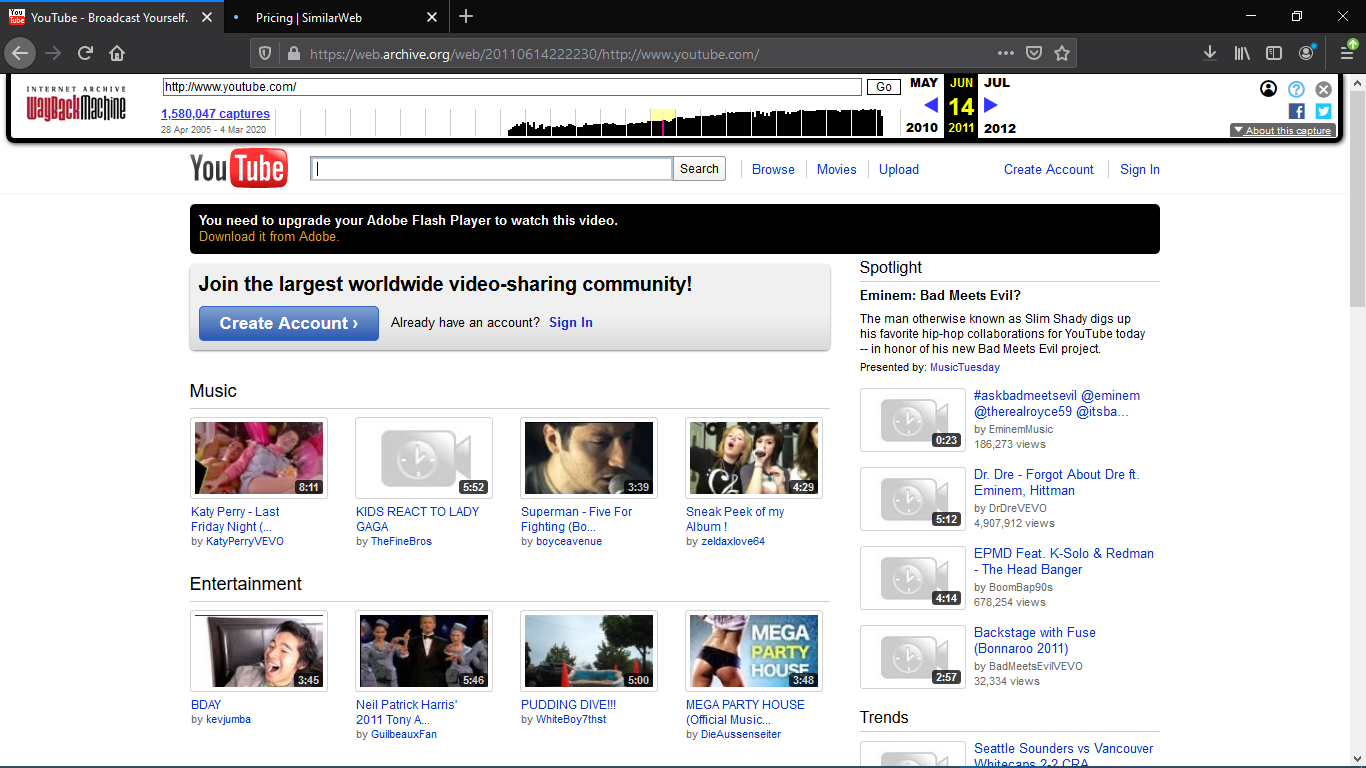 YouTube - Broadcast Yourself.
Pricing | SimilarWeb
https://web.archive.org/web/20110614222230/http://www.youtube.com/
INTERNET ARCHIVE
WayBackMachine
http://www.youtube.com/
Go
1,580,047 captures
28 Apr 2005 - 4 Mar 2020
MAY
JUN
JUL
14
2010
2011
2012
About this capture
YouTube
Search
Browse
Movies
Upload
Create Account
Sign In
You need to upgrade your Adobe Flash Player to watch this video.
Download it from Adobe.
Join the largest worldwide video-sharing community!
Create Account ›
Already have an account? Sign In
Music
8:11
Katy Perry - Last
Friday Night (...
by KatyPerryVEVO
5:52
KIDS REACT TO LADY
GAGA
by TheFineBros
3:39
Superman - Five For
Fighting (Bo...
by boyceavenue
4:29
Sneak Peek of my
Album !
by zeldaxlove64
Entertainment
3:45
BDAY
by kevjumba
5:46
Neil Patrick Harris'
2011 Tony A...
by GuilbeauxFan
5:00
PUDDING DIVE!!!
by WhiteBoy7thst
MEGA
PARTY
HOUSE
3:48
MEGA PARTY HOUSE
(Official Music...
by DieAussenseiter
Spotlight
Eminem: Bad Meets Evil?
The man otherwise known as Slim Shady digs up
his favorite hip-hop collaborations for YouTube today
-- in honor of his new Bad Meets Evil project.
Presented by: MusicTuesday
0:23
#askbadmeetsevil @eminem
@therealroyce59 @itsba...
by EminemMusic
186,273 views
5:12
Dr. Dre - Forgot About Dre ft.
Eminem, Hittman
by DrDreVEVO
4,907,912 views
4:14
EPMD Feat. K-Solo & Redman
- The Head Banger
by BoomBap90s
678,254 views
2:57
Backstage with Fuse
(Bonnaroo 2011)
by BadMeetsEvilVEVO
32,334 views
Trends
Seattle Sounders vs Vancouver
Whitecaps 2-2 CRA